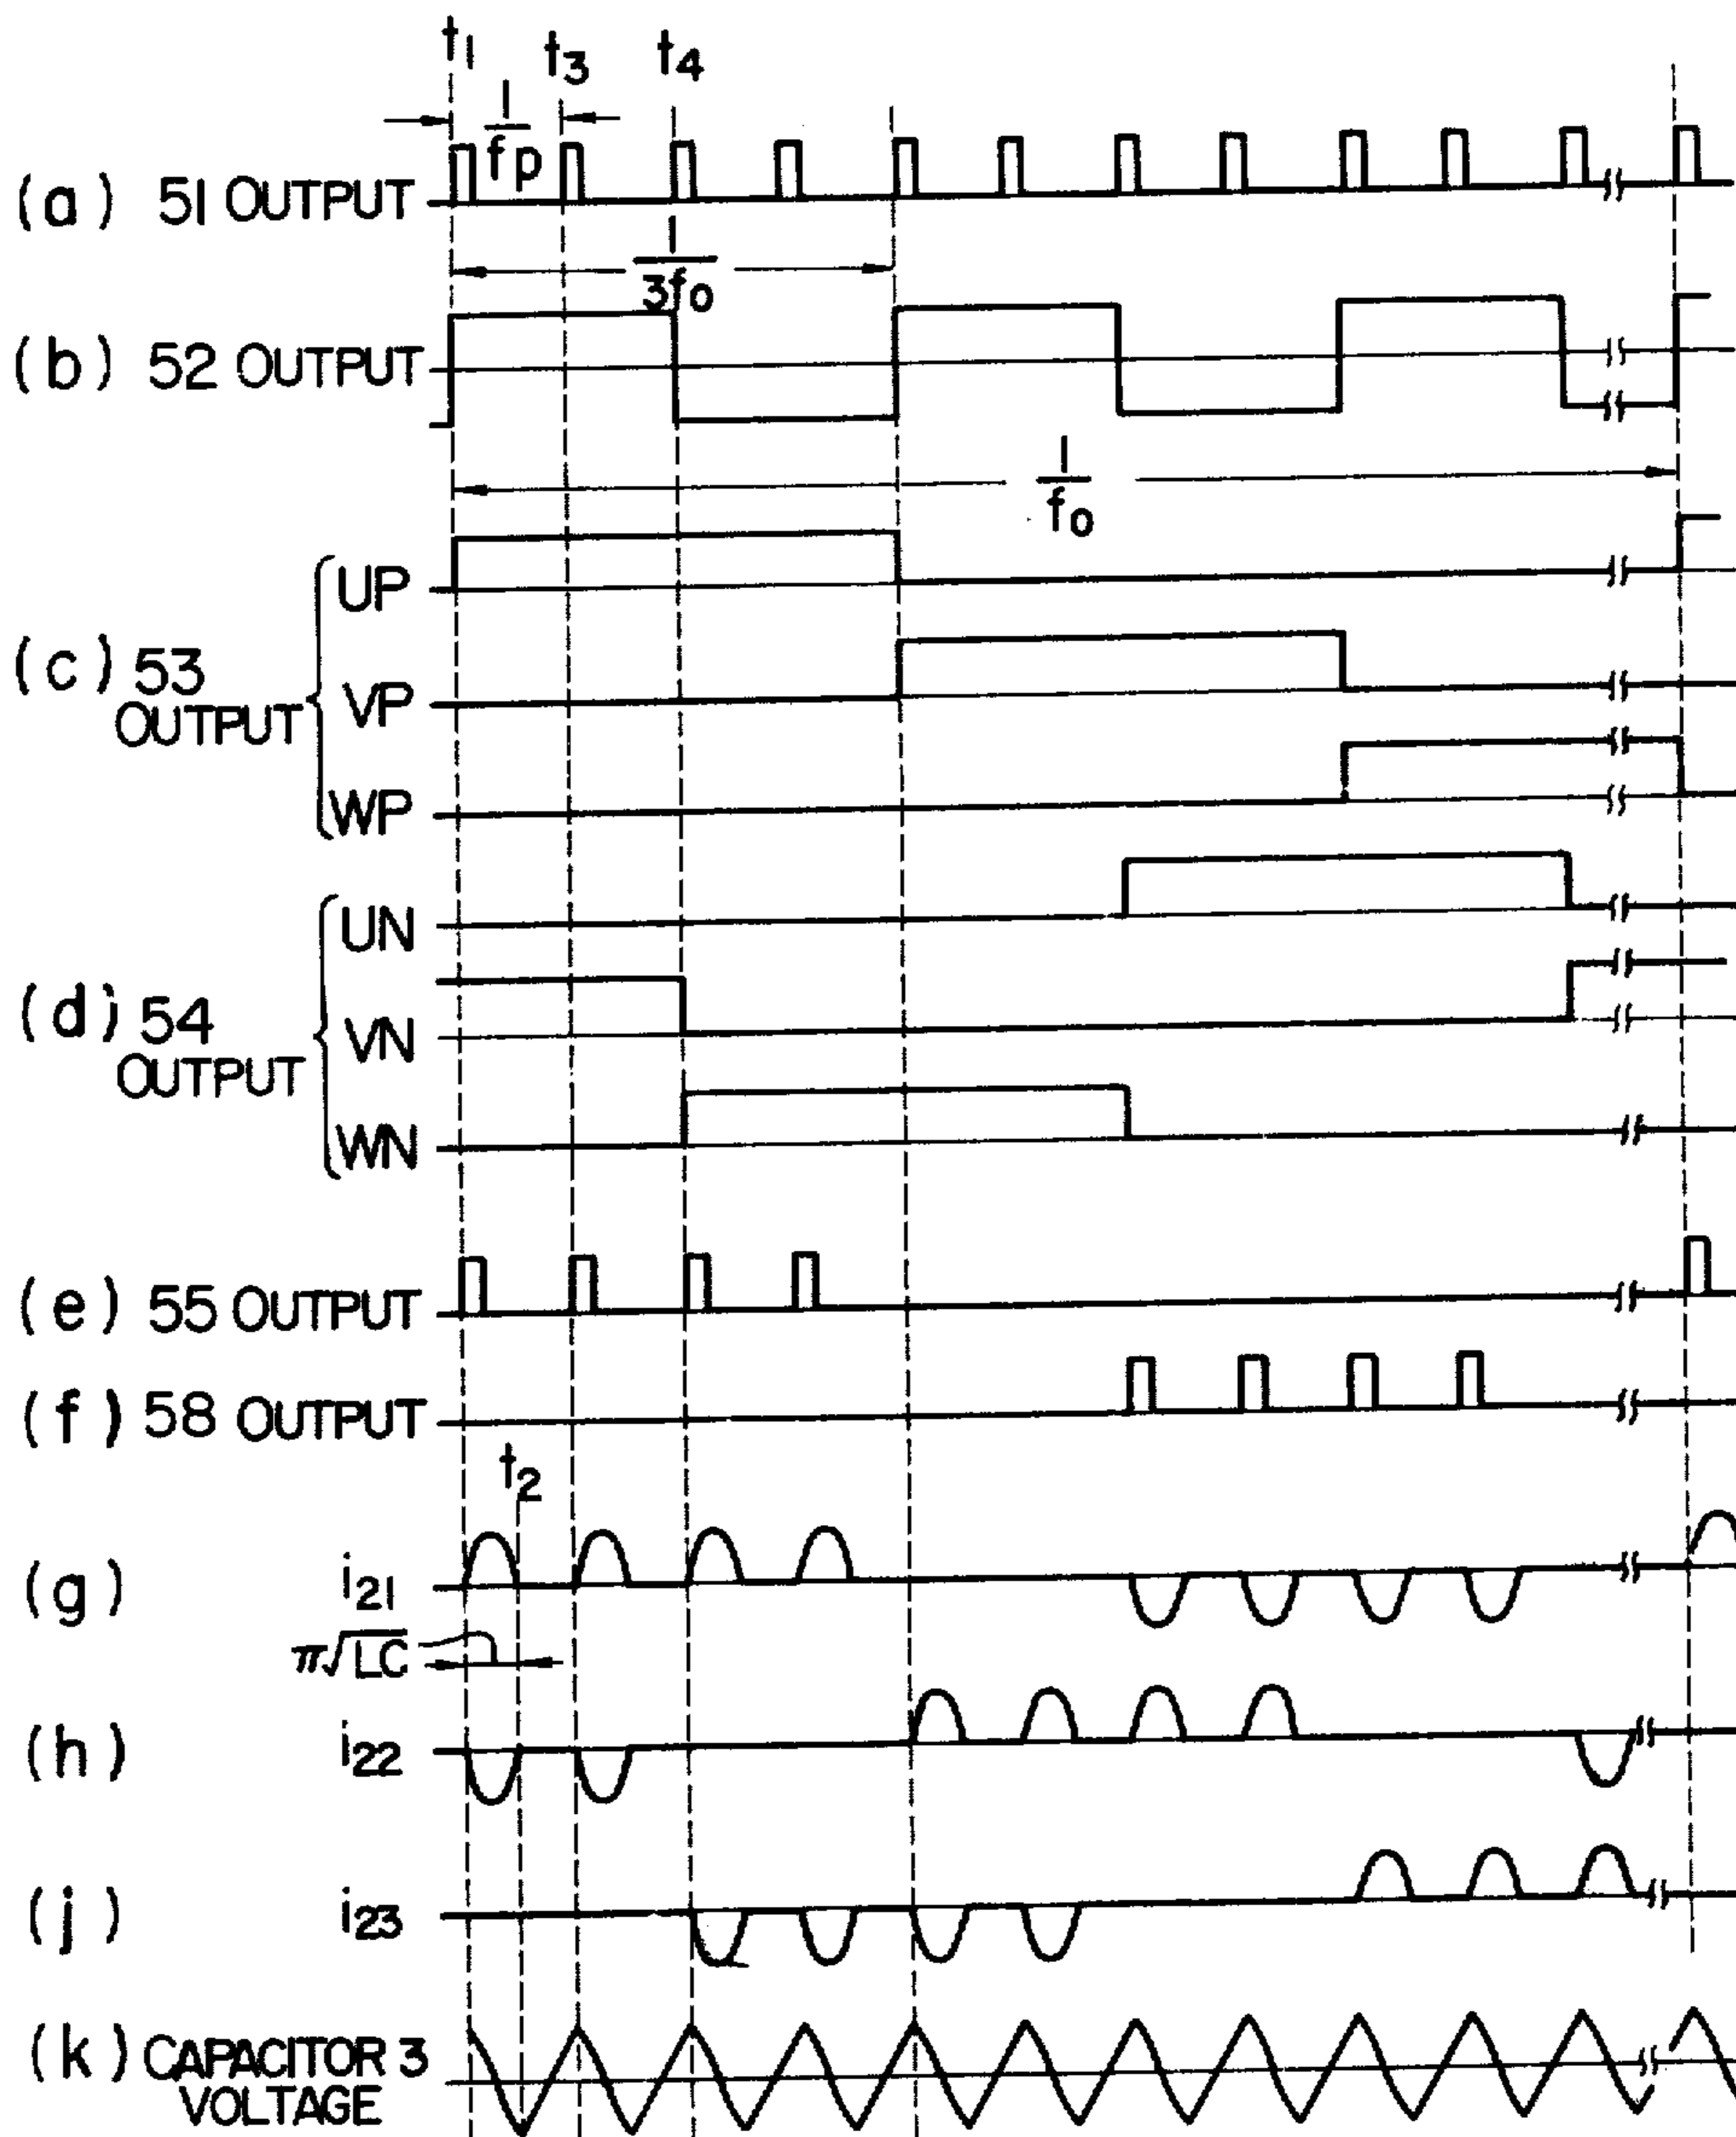 t1 t3 t4
1/fp
(a) 51 OUTPUT
1/3fo
(b) 52 OUTPUT
1/fo
(c) 53 OUTPUT
UP
VP
WP
(d) 54 OUTPUT
UN
VN
WN
(e) 55 OUTPUT
(f) 58 OUTPUT
t2
(g) i21
π√LC
(h) i22
(j) i23
(k) CAPACITOR 3
VOLTAGE